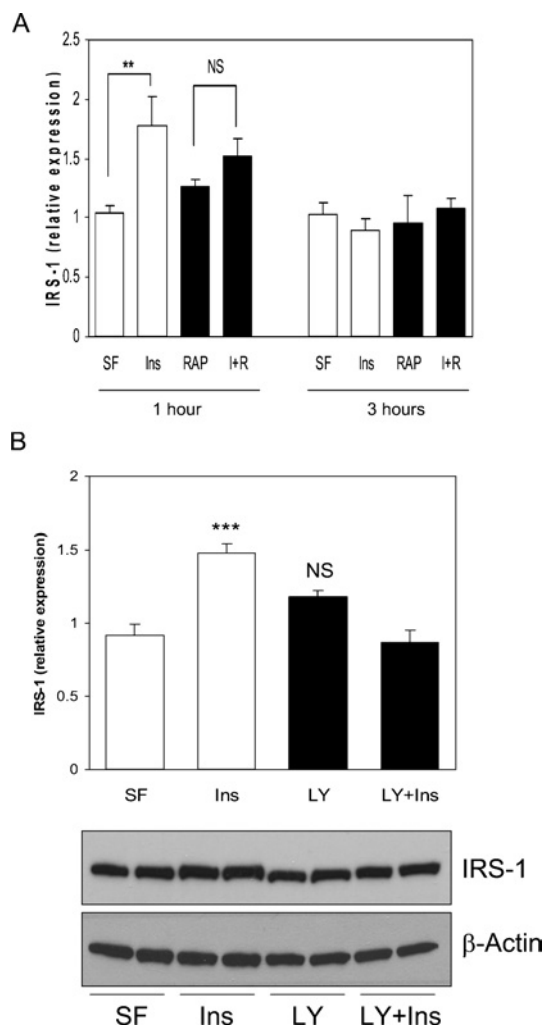 A
IRS-1 (relative expression)
2.5
2
1.5
1
0.5
0
** NS
SF Ins RAP I+R SF Ins RAP I+R
1 hour 3 hours
B
IRS-1 (relative expression)
2
1.5
1
0.5
0
***
NS
SF Ins LY LY+Ins
IRS-1
β-Actin
SF Ins LY LY+Ins